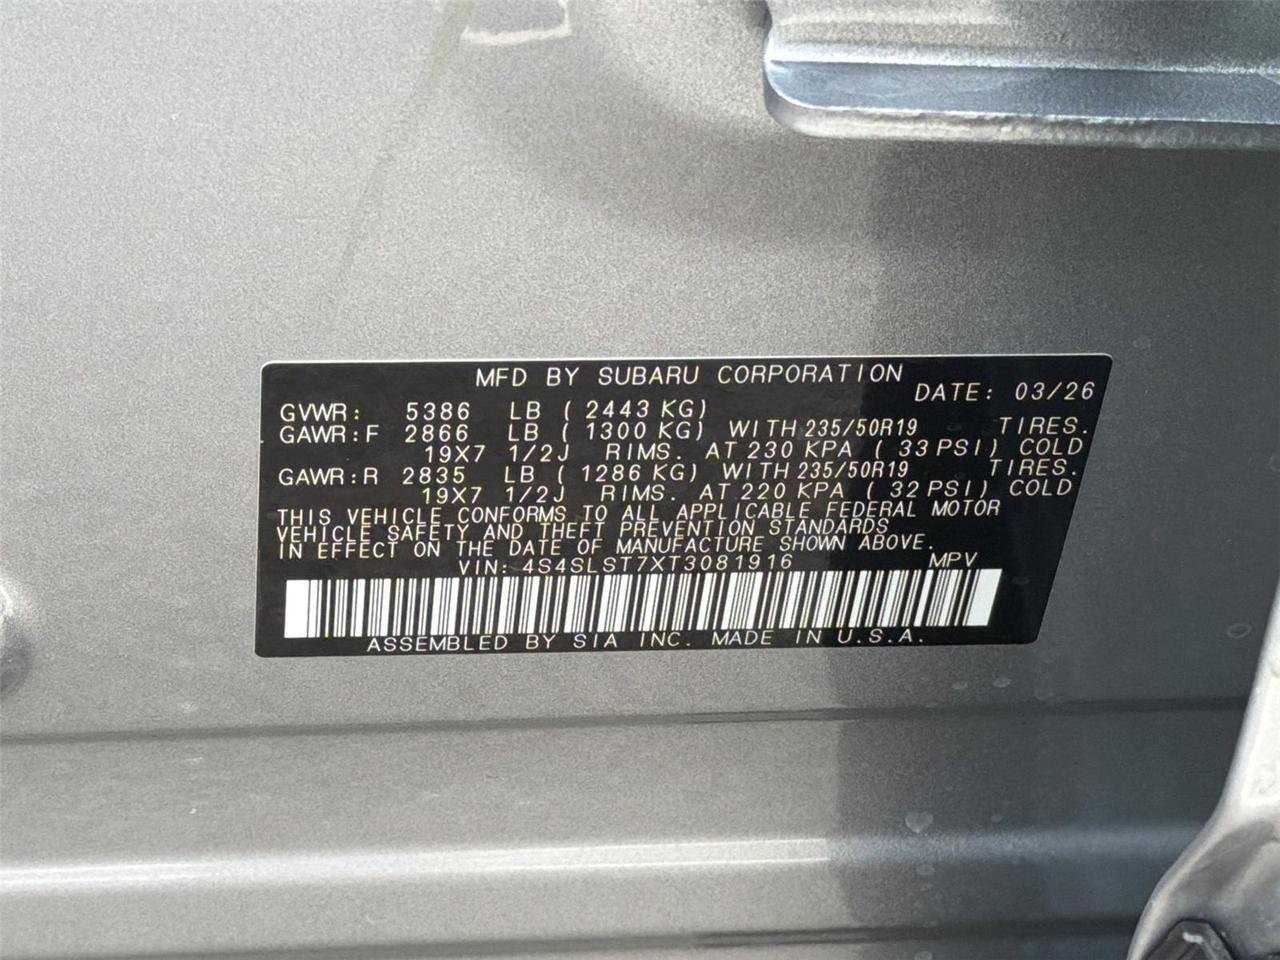 MFD BY SUBARU CORPORATION DATE: 03/26
GVWR: 5386 LB ( 2443 KG)
GAWR:F 2866 LB ( 1300 KG) WITH 235/50R19 TIRES.
19X7 1/2J RIMS. AT 230 KPA ( 33 PSI) COLD
GAWR:R 2835 LB ( 1286 KG) WITH 235/50R19 TIRES.
19X7 1/2J RIMS. AT 220 KPA ( 32 PSI) COLD
THIS VEHICLE CONFORMS TO ALL APPLICABLE FEDERAL MOTOR
VEHICLE SAFETY AND THEFT PREVENTION STANDARDS
IN EFFECT ON THE DATE OF MANUFACTURE SHOWN ABOVE.
VIN: 4S4SLST7XT3081916 MPV
ASSEMBLED BY SIA INC. MADE IN U.S.A.